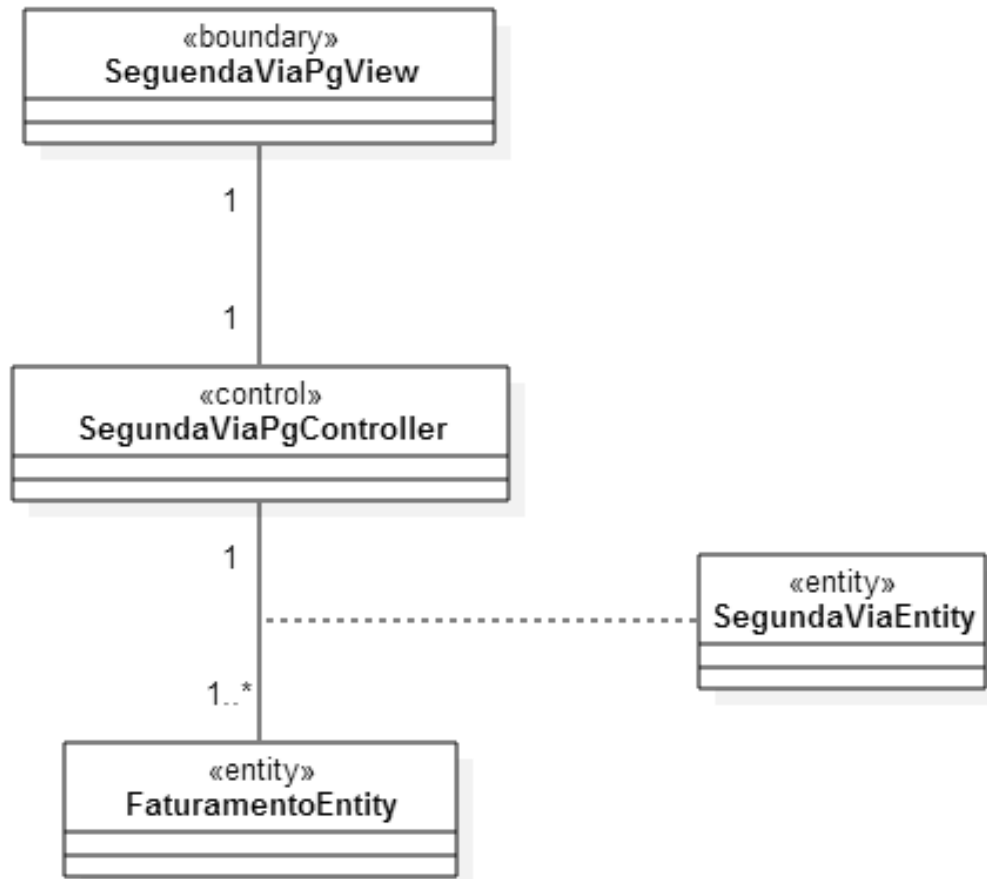 «boundary»
SeguendaViaPgView
1
1
«control»
SegundaViaPgController
1
«entity»
SegundaViaEntity
1..*
«entity»
FaturamentoEntity